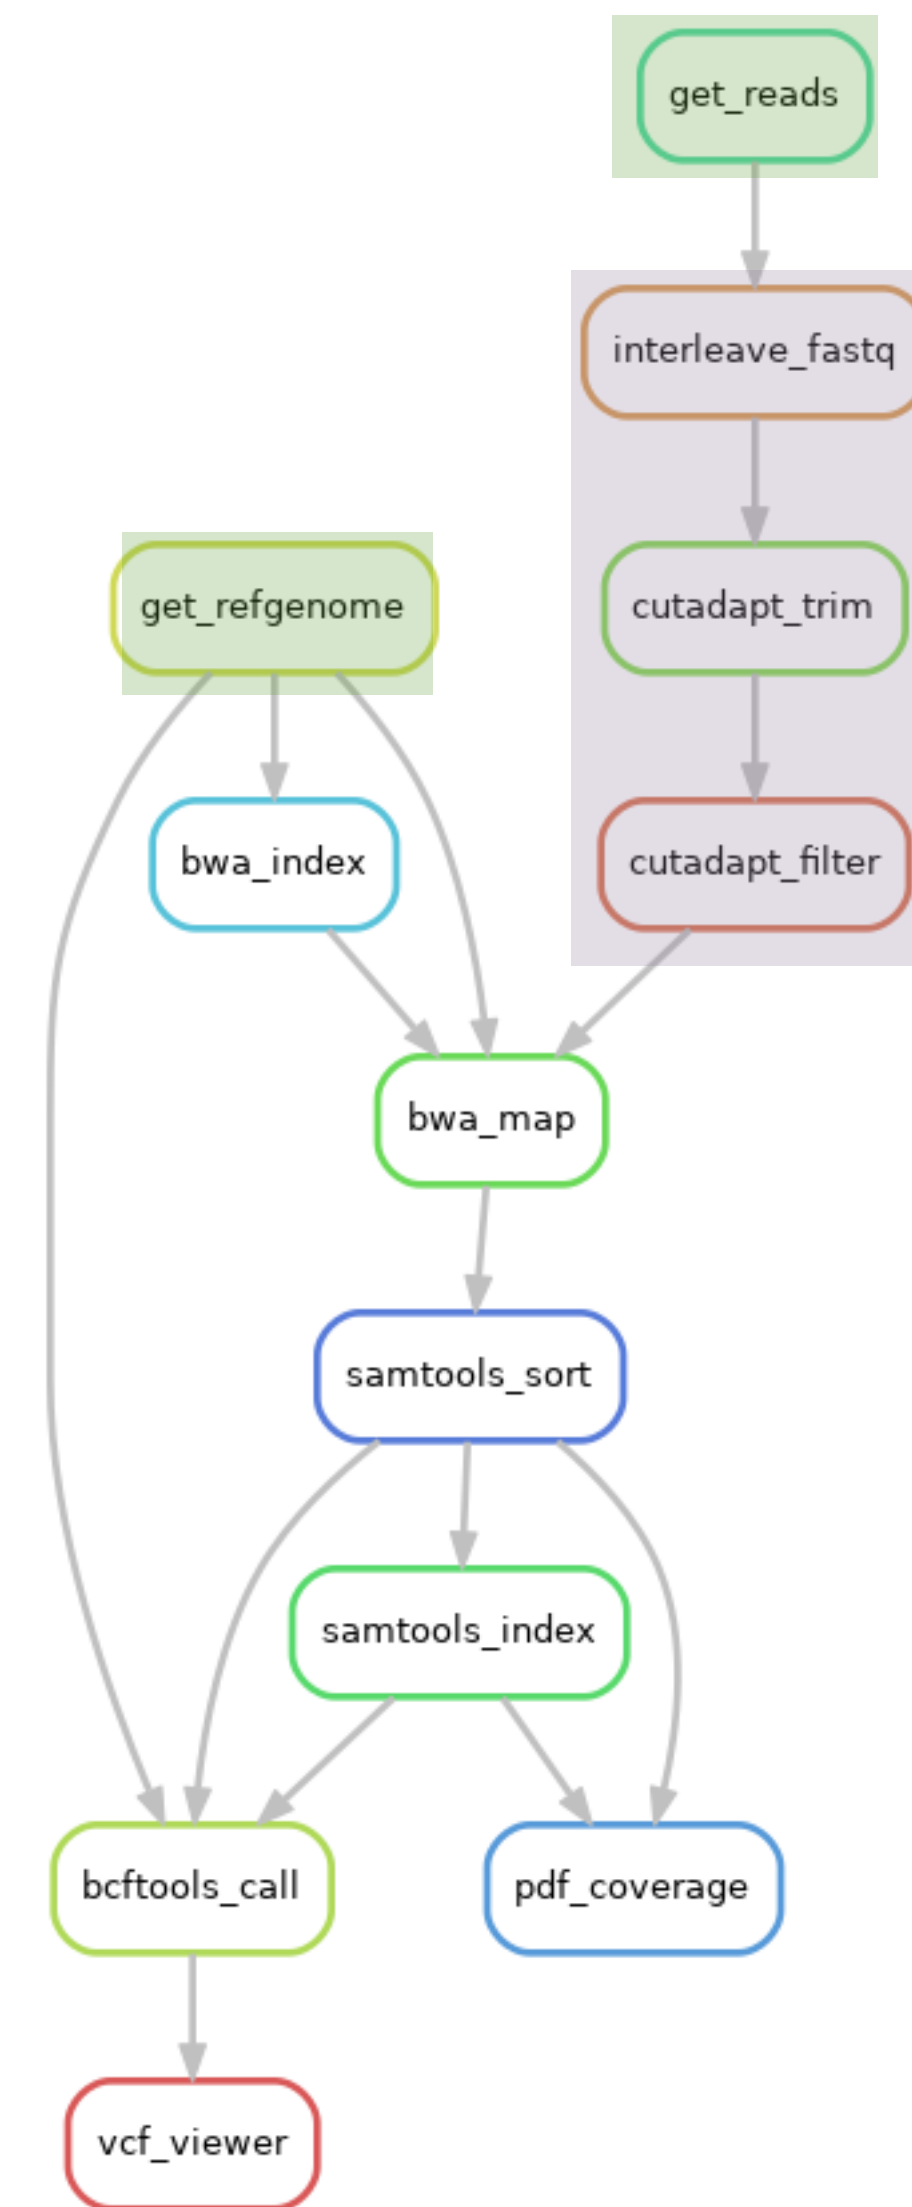 get_reads
interleave_fastq
get_refgenome
cutadapt_trim
bwa_index
cutadapt_filter
bwa_map
samtools_sort
samtools_index
bcftools_call
pdf_coverage
vcf_viewer